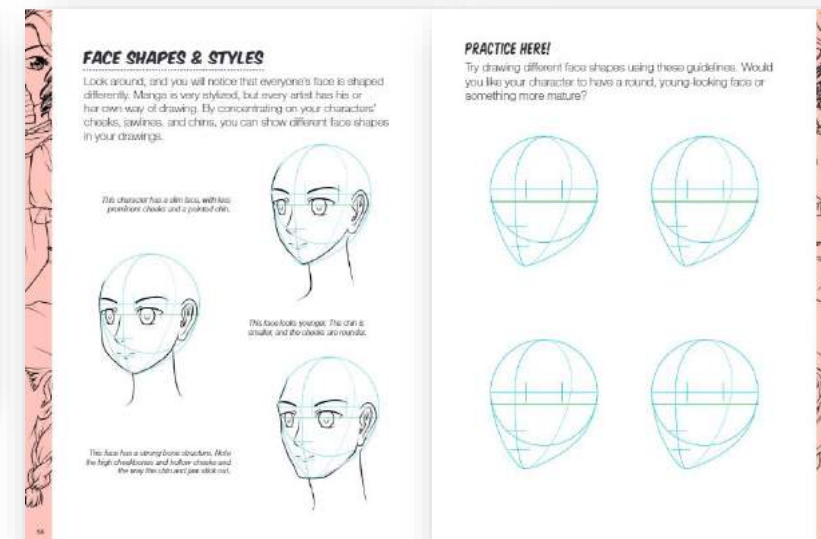 FACE SHAPES & STYLES
Look around, and you will notice that everyone's face is shaped
differently. Manga is very stylized, but every artist has his or
her own way of drawing. By concentrating on your characters'
cheeks, jawlines, and chins, you can show different face shapes
in your drawings.
This character has a slim face, with less
prominent cheeks and a pointed chin.
This face looks younger. The chin is
smaller, and the cheeks are rounder.
This face has a strong bone structure. Note
the high cheekbones and hollow cheeks and
the way the chin and jaw stick out.
PRACTICE HERE!
Try drawing different face shapes using these guidelines. Would
you like your character to have a round, young-looking face or
something more mature?